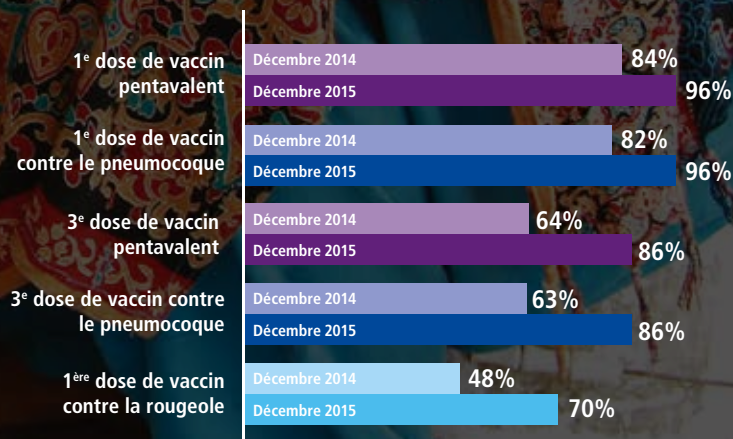 1e dose de vaccin
pentavalent
Décembre 2014
84%
Décembre 2015
96%
1e dose de vaccin
contre le pneumocoque
Décembre 2014
82%
Décembre 2015
96%
3e dose de vaccin
pentavalent
Décembre 2014
64%
Décembre 2015
86%
3e dose de vaccin contre
le pneumocoque
Décembre 2014
63%
Décembre 2015
86%
1ère dose de vaccin
contre la rougeole
Décembre 2014
48%
Décembre 2015
70%